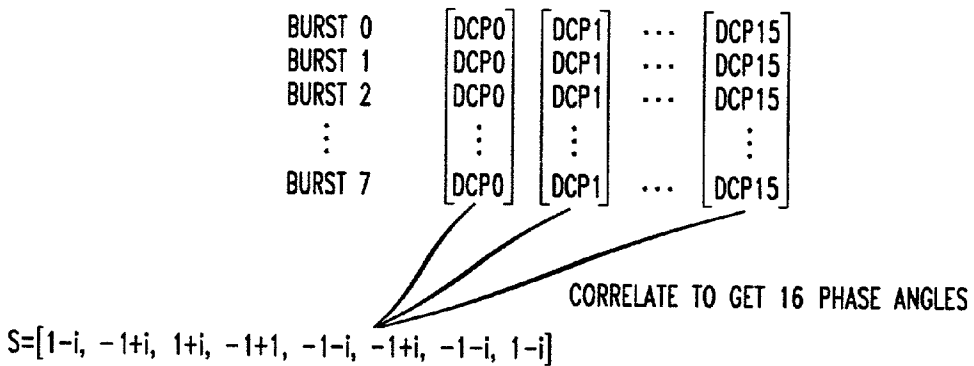 BURST 0 [DCP0] [DCP1] ··· [DCP15]
BURST 1 [DCP0] [DCP1] ··· [DCP15]
BURST 2 [DCP0] [DCP1] ··· [DCP15]
⋮ ⋮ ⋮ ⋮
BURST 7 [DCP0] [DCP1] ··· [DCP15]
CORRELATE TO GET 16 PHASE ANGLES
S=[1-i, -1+i, 1+i, -1+1, -1-i, -1+i, -1-i, 1-i]